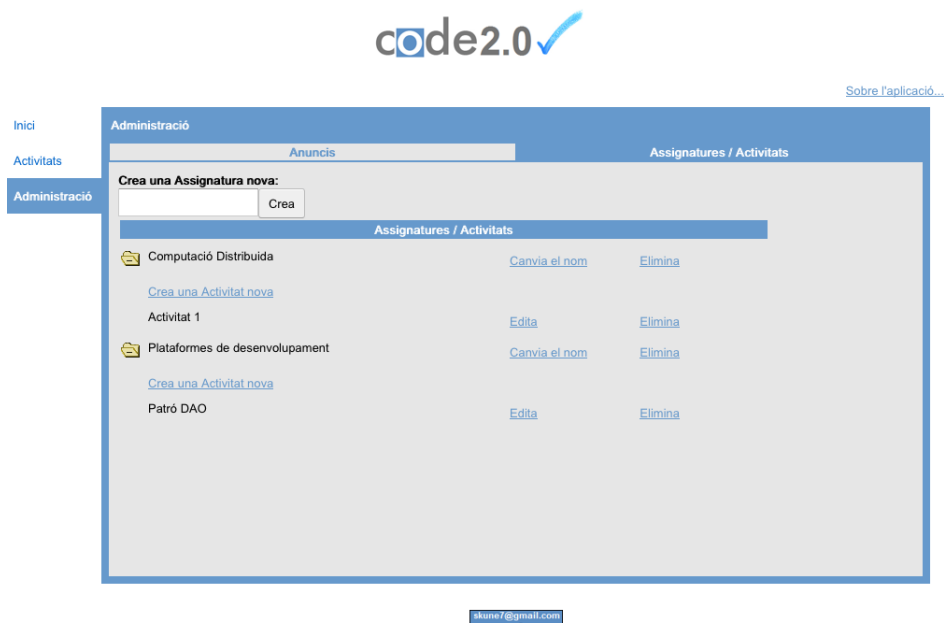 code2.0
Sobre l'aplicació...
Inici
Activitats
Administració
Administració
Anuncis
Assignatures / Activitats
Crea una Assignatura nova:
Crea
Assignatures / Activitats
Computació Distribuida Canvia el nom Elimina
Crea una Activitat nova
Activitat 1 Edita Elimina
Plataformes de desenvolupament Canvia el nom Elimina
Crea una Activitat nova
Patró DAO Edita Elimina
skune7@gmail.com